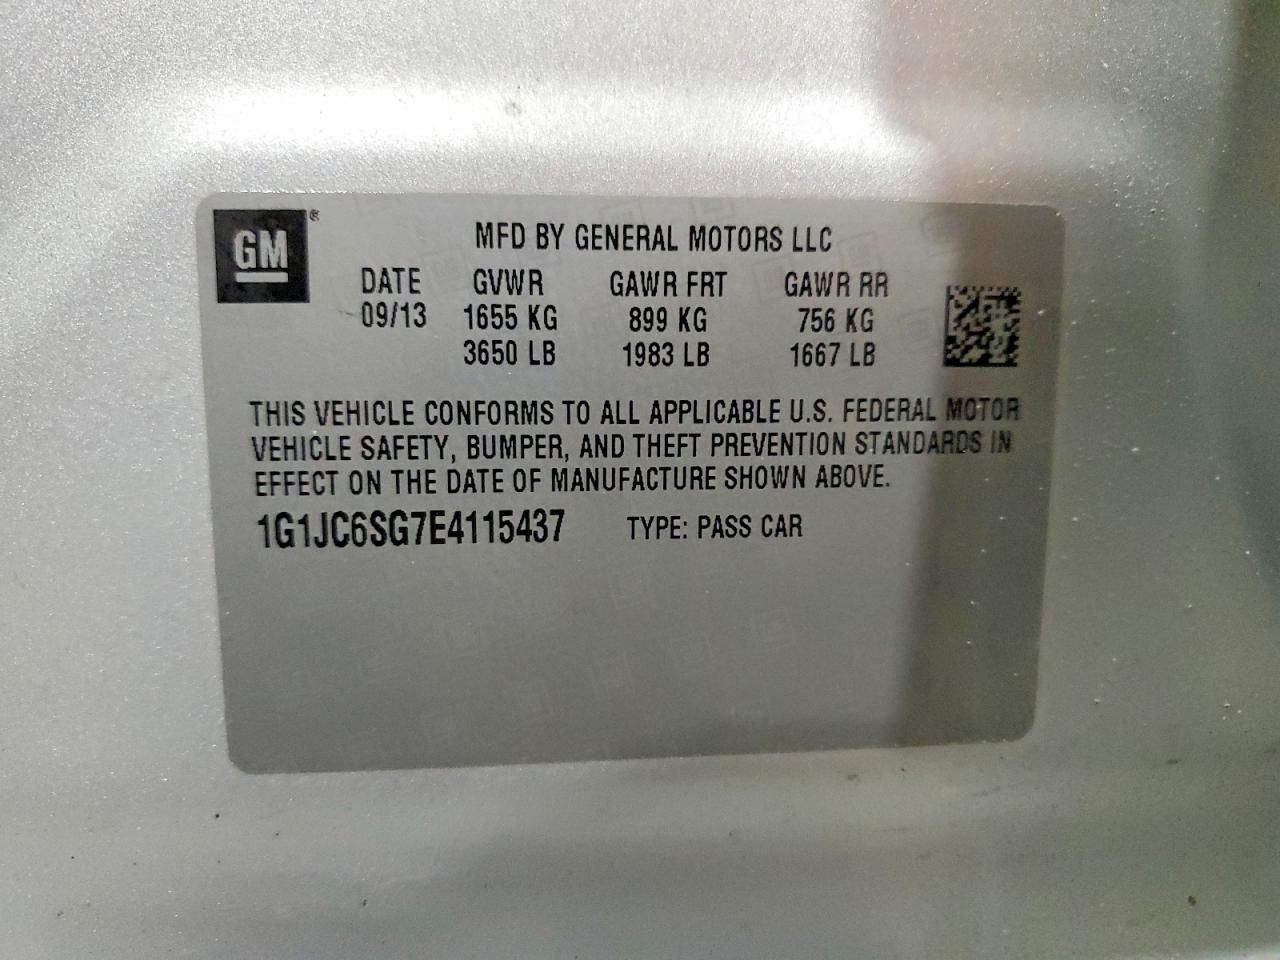 GM ®
MFD BY GENERAL MOTORS LLC
DATE GVWR GAWR FRT GAWR RR
09/13 1655 KG 899 KG 756 KG
3650 LB 1983 LB 1667 LB
THIS VEHICLE CONFORMS TO ALL APPLICABLE U.S. FEDERAL MOTOR
VEHICLE SAFETY, BUMPER, AND THEFT PREVENTION STANDARDS IN
EFFECT ON THE DATE OF MANUFACTURE SHOWN ABOVE.
1G1JC6SG7E4115437 TYPE: PASS CAR